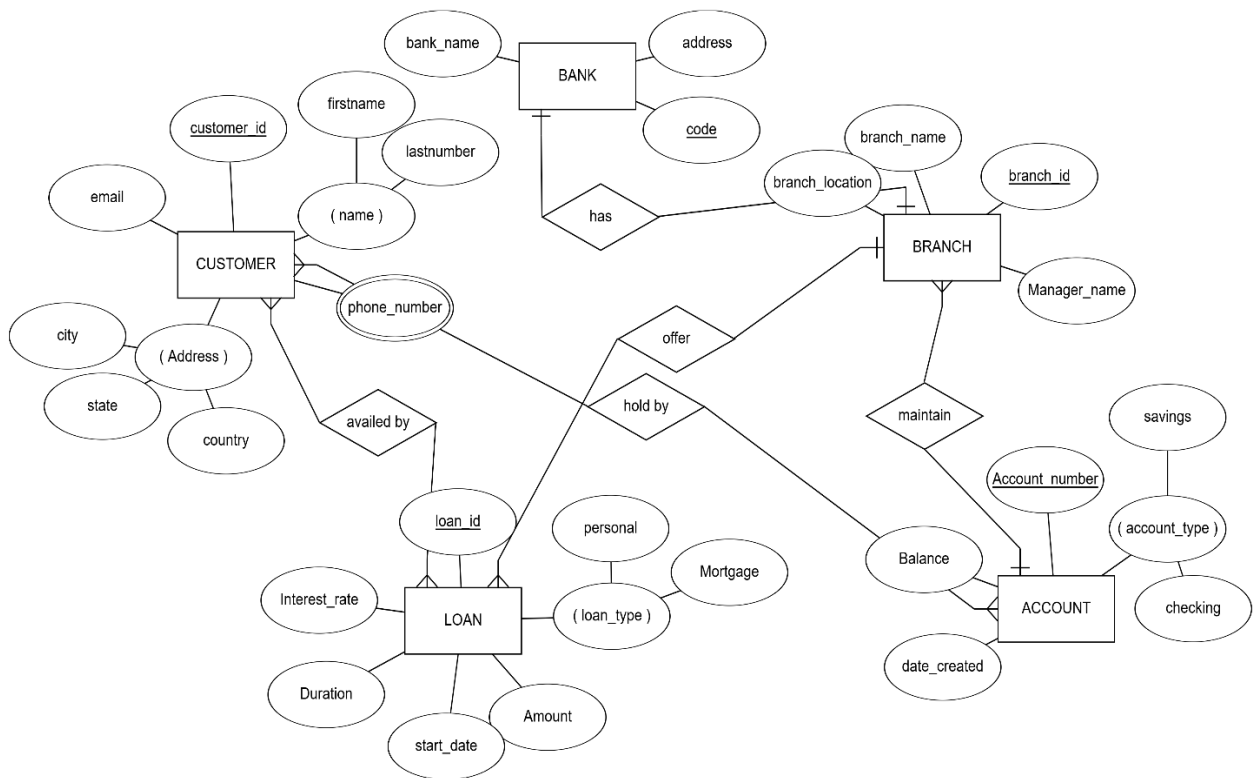 bank_name
address
BANK
code
firstname
customer_id
lastnumber
email
( name )
CUSTOMER
branch_name
branch_location
branch_id
has
BRANCH
Manager_name
phone_number
city
( Address )
state
country
offer
availed by
hold by
maintain
savings
Account_number
( account_type )
checking
loan_id
personal
Mortgage
Balance
Interest_rate
LOAN
( loan_type )
ACCOUNT
date_created
Duration
Amount
start_date